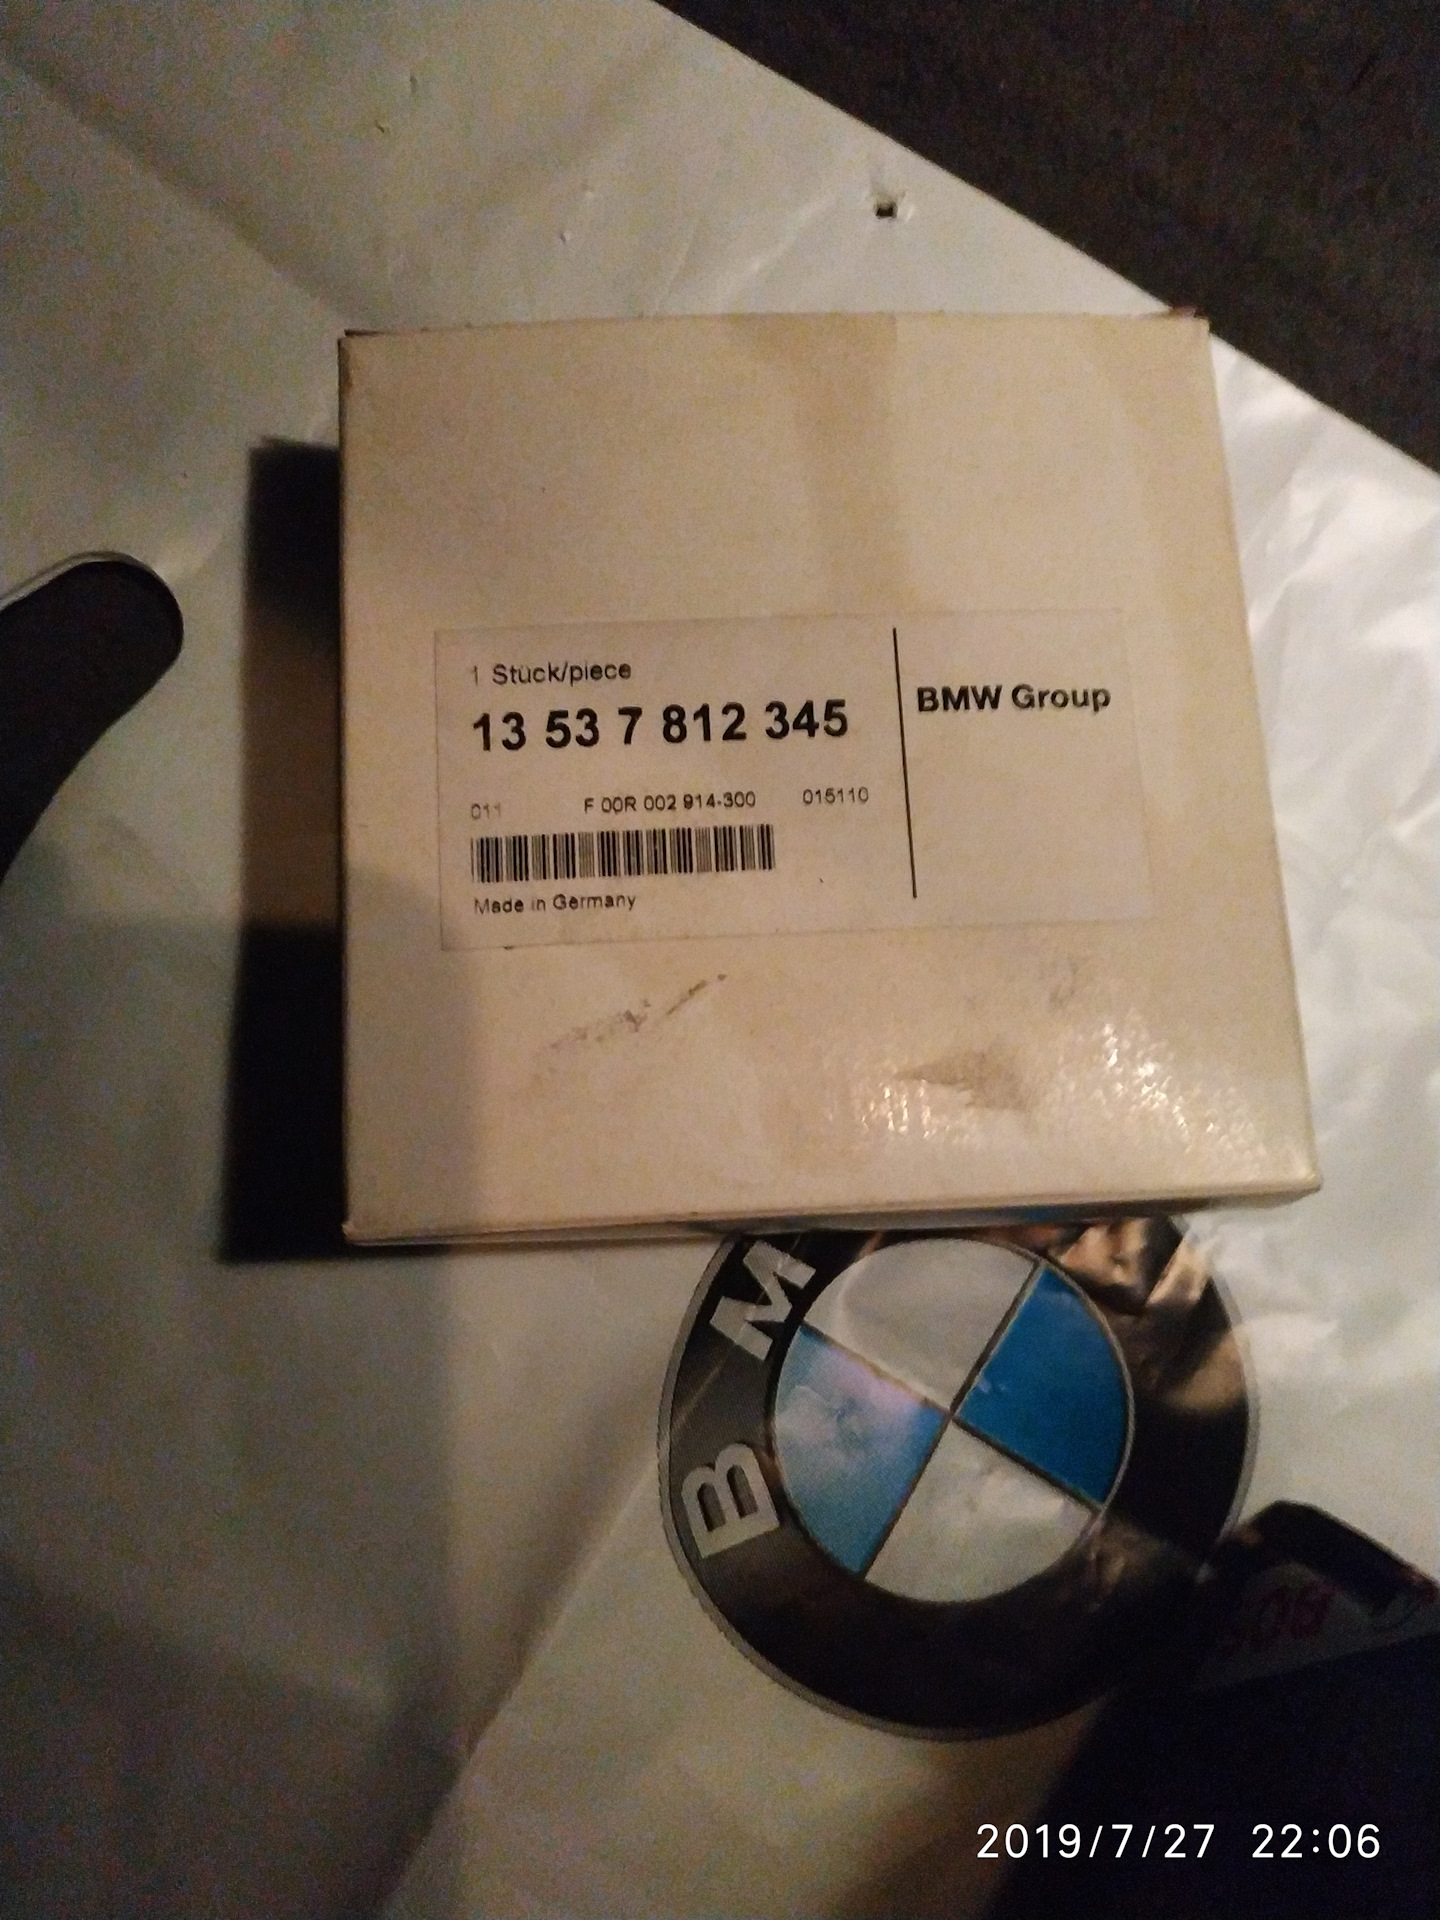 1 Stück/piece
13 53 7 812 345
BMW Group
011 F 00R 002 914-300 015110
Made in Germany
B M
2019/7/27 22:06